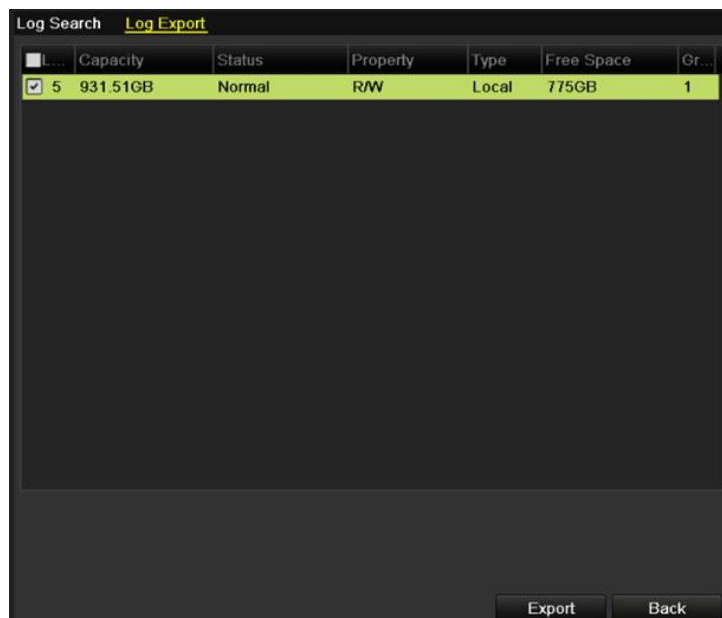 Log Search Log Export
L... Capacity Status Property Type Free Space Gr...
5 931.51GB Normal R/W Local 775GB 1
Export Back